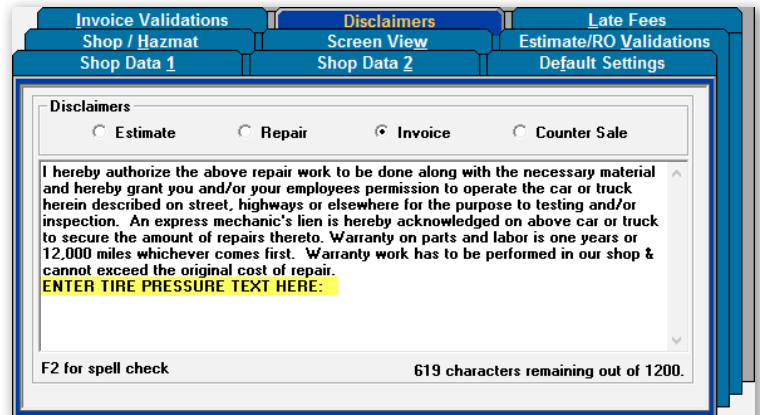 Invoice Validations
Disclaimers
Late Fees
Shop / Hazmat
Screen View
Estimate/RO Validations
Shop Data 1
Shop Data 2
Default Settings
Disclaimers
Estimate
Repair
Invoice
Counter Sale
I hereby authorize the above repair work to be done along with the necessary material
and hereby grant you and/or your employees permission to operate the car or truck
herein described on street, highways or elsewhere for the purpose to testing and/or
inspection.  An express mechanic's lien is hereby acknowledged on above car or truck
to secure the amount of repairs thereto. Warranty on parts and labor is one years or
12,000 miles whichever comes first.  Warranty work has to be performed in our shop &
cannot exceed the original cost of repair.
ENTER TIRE PRESSURE TEXT HERE:
F2 for spell check
619 characters remaining out of 1200.